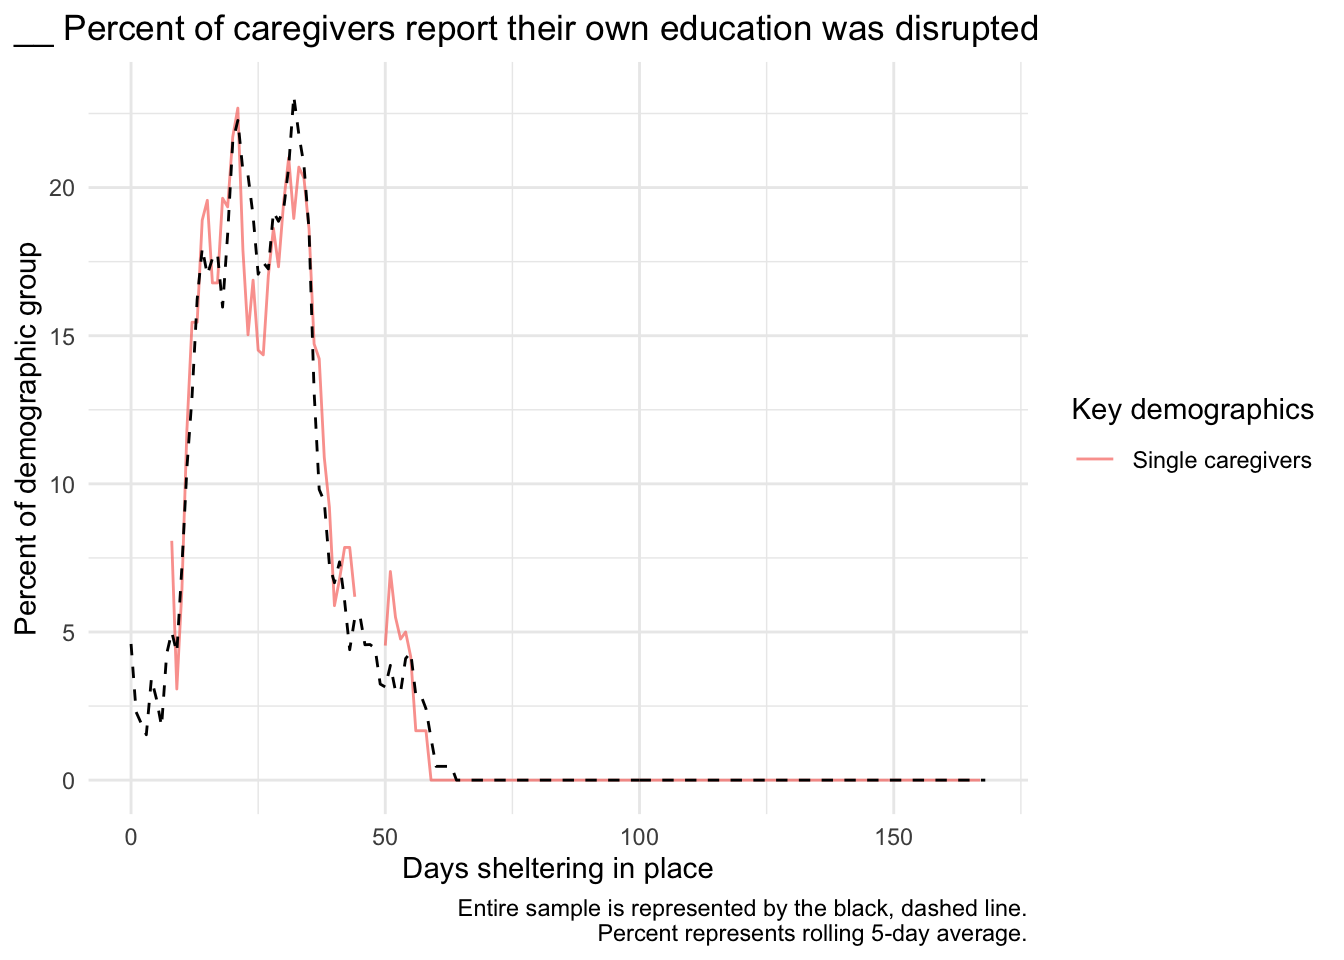 __ Percent of caregivers report their own education was disrupted
Percent of demographic group
20
15
10
5
0
0 50 100 150
Days sheltering in place
Key demographics
Single caregivers
Entire sample is represented by the black, dashed line.
Percent represents rolling 5-day average.